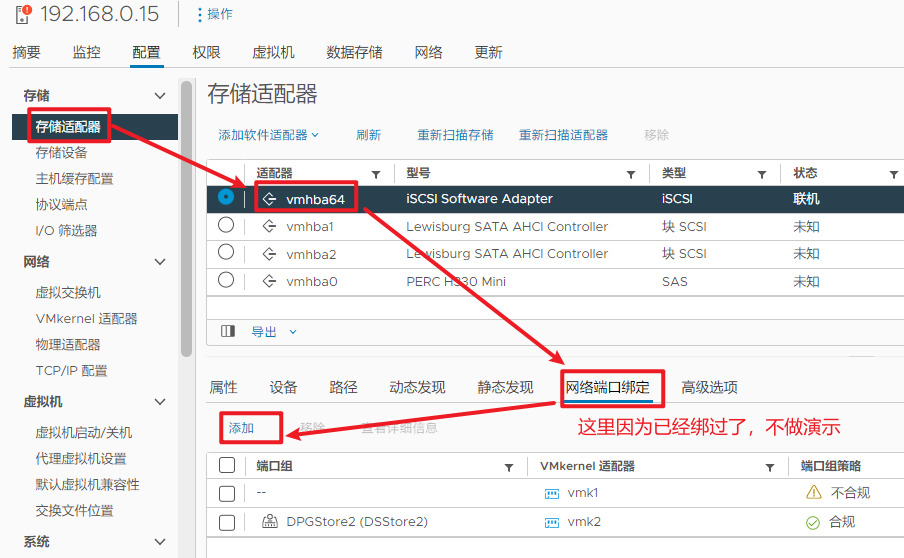 192.168.0.15 操作
摘要 监控 配置 权限 虚拟机 数据存储 网络 更新
存储
存储适配器
存储设备
主机缓存配置
协议端点
I/O 筛选器
网络
虚拟交换机
VMkernel 适配器
物理适配器
TCP/IP 配置
虚拟机
虚拟机启动/关机
代理虚拟机设置
默认虚拟机兼容性
交换文件位置
系统
存储适配器
添加软件适配器 刷新 重新扫描存储 重新扫描适配器 移除
适配器 型号 类型 状态
vmhba64 iSCSI Software Adapter iSCSI 联机
vmhba1 Lewisburg SATA AHCI Controller 块 SCSI 未知
vmhba2 Lewisburg SATA AHCI Controller 块 SCSI 未知
vmhba0 PERC H330 Mini SAS 未知
导出
属性 设备 路径 动态发现 静态发现 网络端口绑定 高级选项
添加 移除 查看详细信息
这里因为已经绑过了，不做演示
端口组 VMkernel 适配器 端口组策略
-- vmk1 不合规
DPGStore2 (DSStore2) vmk2 合规